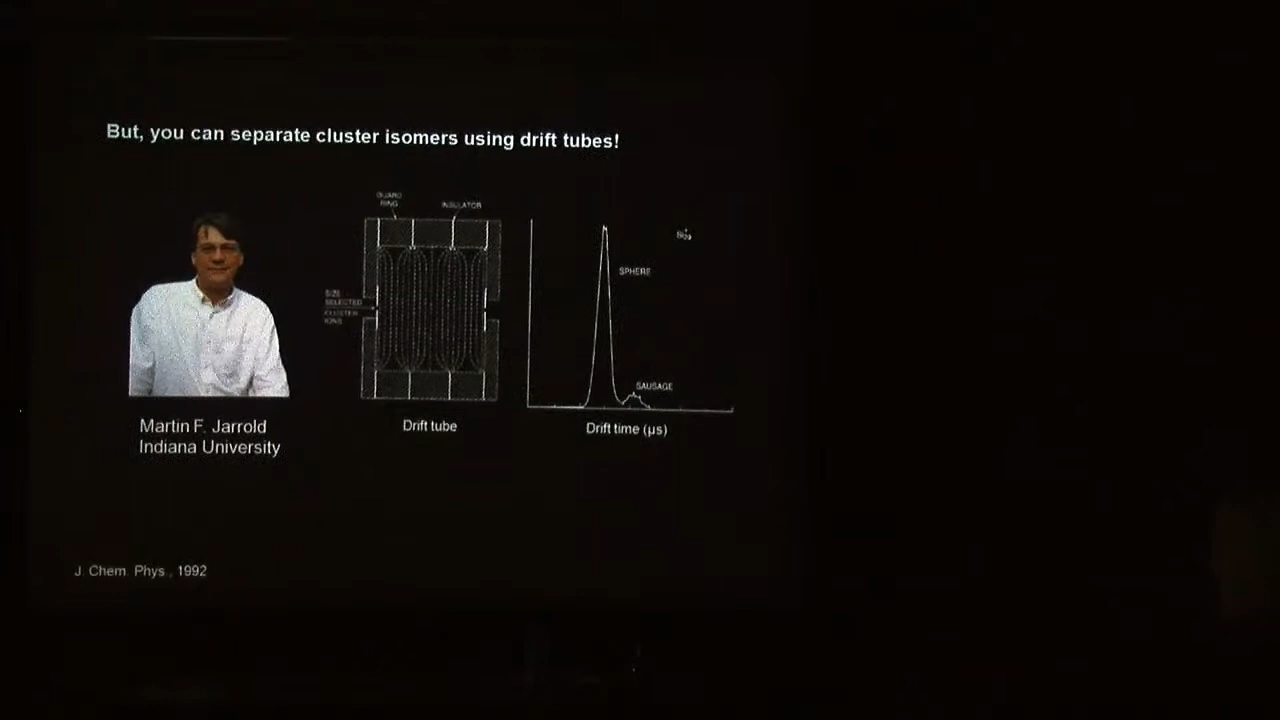 But, you can separate cluster isomers using drift tubes!
GUARD
RING
INSULATOR
SIZE
SELECTED
CLUSTER
IONS
SPHERE
SAUSAGE
Martin F. Jarrold
Indiana University
Drift tube
Drift time (µs)
J. Chem. Phys., 1992